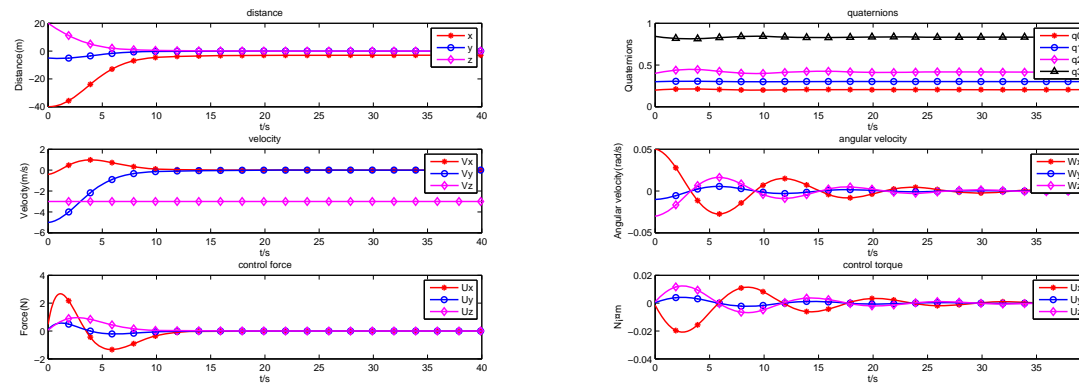 distance
20
0
−20
−40
Distance(m)
0 5 10 15 20 25 30 35 40
t/s
x
y
z
velocity
2
0
−2
−4
−6
Velocity(m/s)
0 5 10 15 20 25 30 35 40
t/s
Vx
Vy
Vz
control force
4
2
0
−2
Force(N)
0 5 10 15 20 25 30 35 40
t/s
Ux
Uy
Uz
quaternions
1
0.5
0
Quaternions
0 5 10 15 20 25 30 35
t/s
angular velocity
0.05
0
−0.05
Angular velocity(rad/s)
0 5 10 15 20 25 30 35
t/s
control torque
0.02
0
−0.02
−0.04
N¡¤m
0 5 10 15 20 25 30 35
t/s